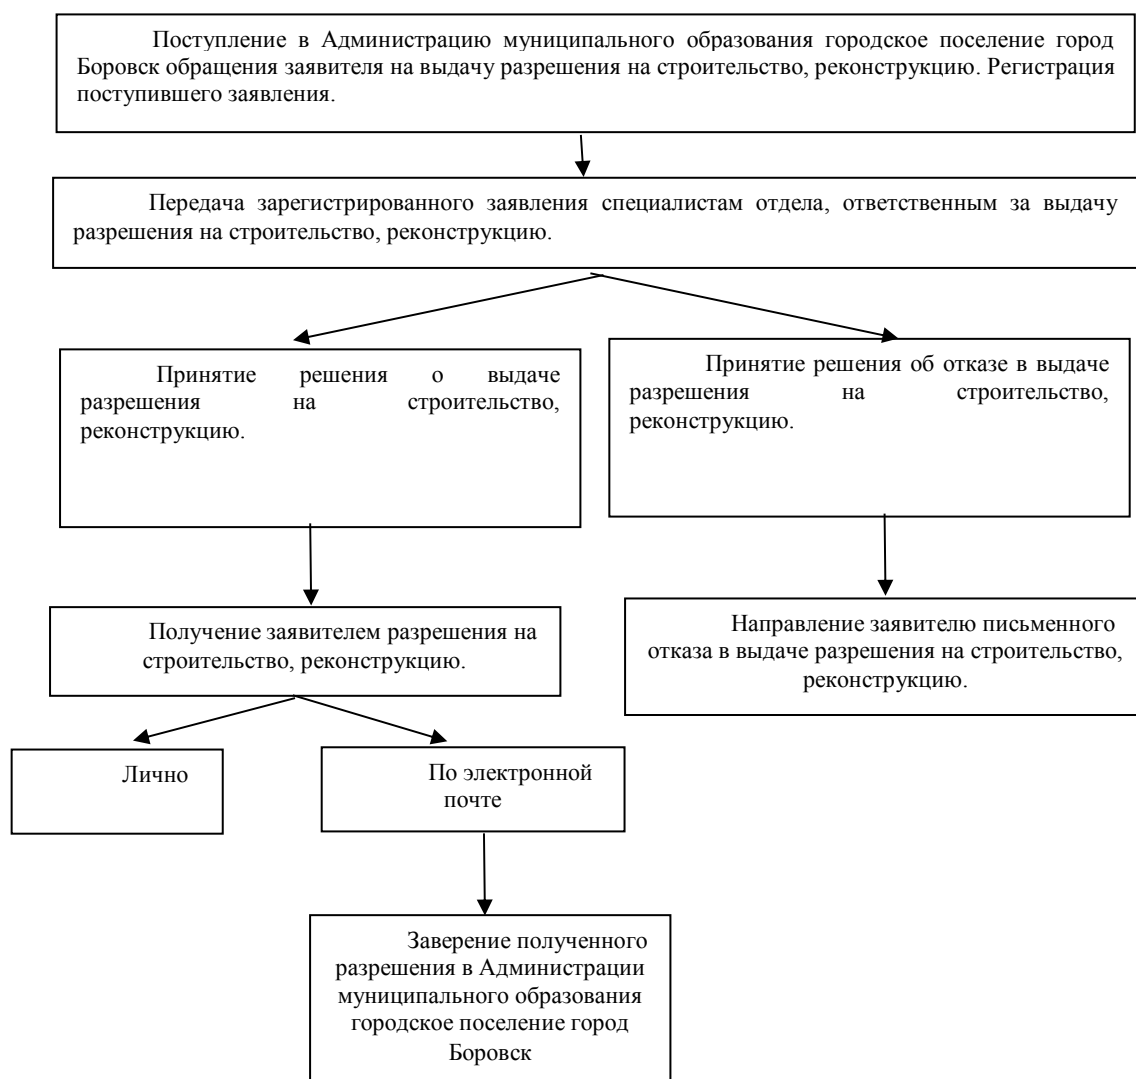 Поступление в Администрацию муниципального образования городское поселение город
Боровск обращения заявителя на выдачу разрешения на строительство, реконструкцию. Регистрация
поступившего заявления.
Передача зарегистрированного заявления специалистам отдела, ответственным за выдачу
разрешения на строительство, реконструкцию.
Принятие решения о выдаче
разрешения на строительство,
реконструкцию.
Принятие решения об отказе в выдаче
разрешения на строительство,
реконструкцию.
Получение заявителем разрешения на
строительство, реконструкцию.
Направление заявителю письменного
отказа в выдаче разрешения на строительство,
реконструкцию.
Лично
По электронной
почте
Заверение полученного
разрешения в Администрации
муниципального образования
городское поселение город
Боровск